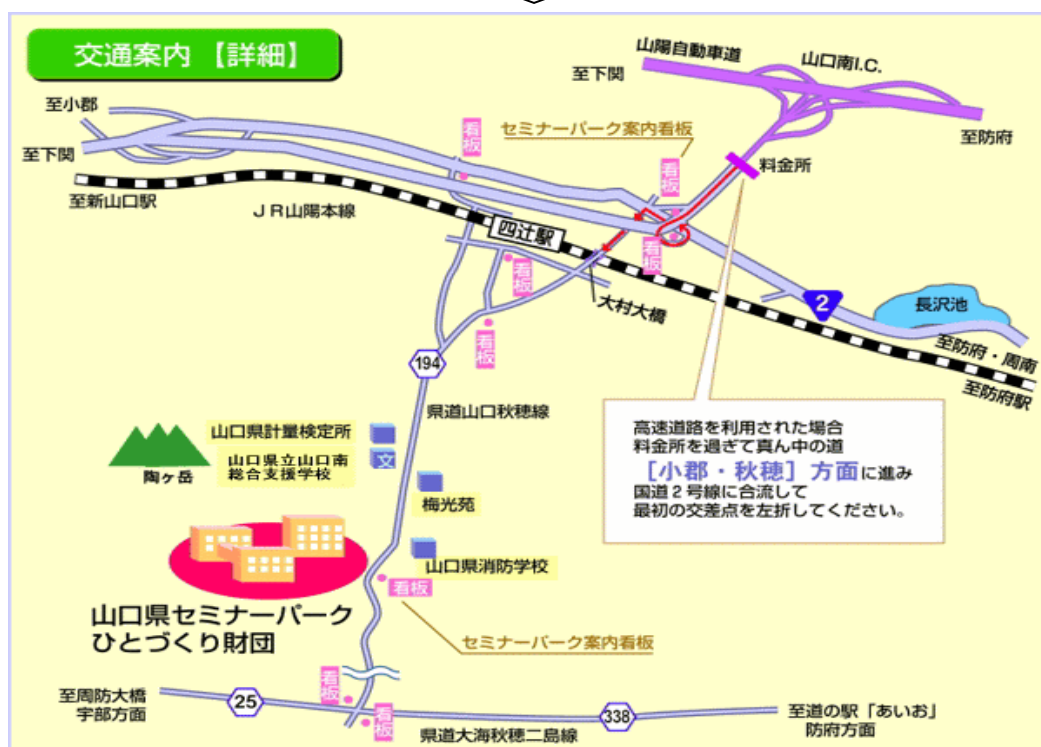 交通案内 【詳細】
山陽自動車道
山口南I.C.
至下関
至防府
至小郡
至下関
セミナーパーク案内看板
看板
看板
料金所
至新山口駅
JR山陽本線
四辻駅
看板
看板
大村大橋
2
長沢池
看板
至防府・周南
至防府駅
194
県道山口秋穂線
高速道路を利用された場合
料金所を過ぎて真ん中の道
［小郡・秋穂］方面に進み
国道2号線に合流して
最初の交差点を左折してください。
山口県計量検定所
山口県立山口南
総合支援学校
文
陶ヶ岳
梅光苑
山口県消防学校
看板
山口県セミナーパーク
ひとづくり財団
セミナーパーク案内看板
看板
至周防大橋
宇部方面
25
看板
338
県道大海秋穂二島線
至道の駅「あいお」
防府方面